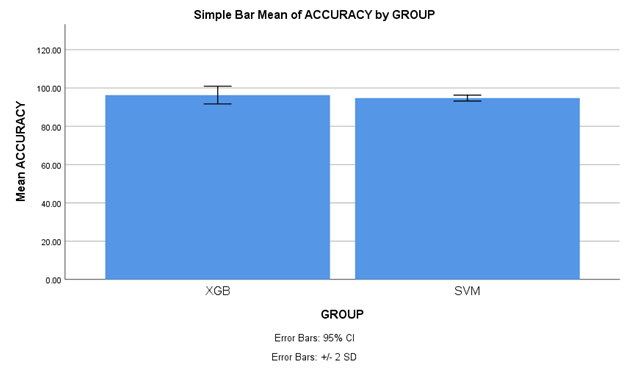 Simple Bar Mean of ACCURACY by GROUP
120.00
100.00
80.00
60.00
40.00
20.00
0.00
Mean ACCURACY
XGB
SVM
GROUP
Error Bars: 95% CI
Error Bars: +/- 2 SD